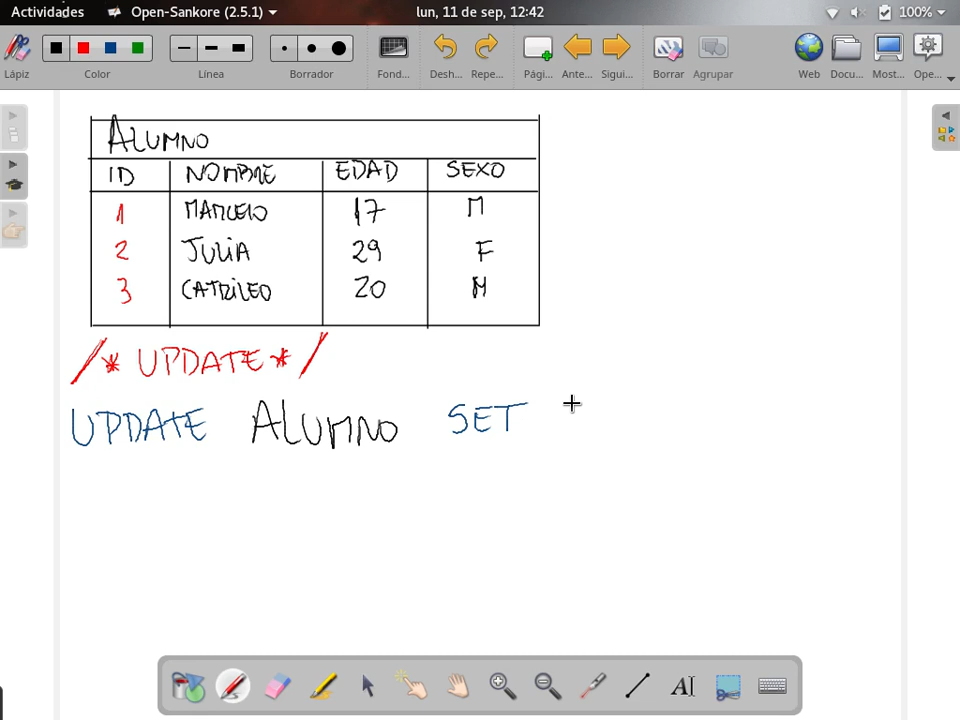 Actividades Open-Sankore (2.5.1) lun, 11 de sep, 12:42 100%
Lápiz Color Línea Borrador Fond... Desh... Repe... Pági... Ante... Sigui... Borrar Agrupar Web Docu... Most... Ope...
ALUMNO
ID NOMBRE EDAD SEXO
1 MARCELO 17 M
2 JULIA 29 F
3 CATRILEO 20 M
/* UPDATE */
UPDATE ALUMNO SET
AI